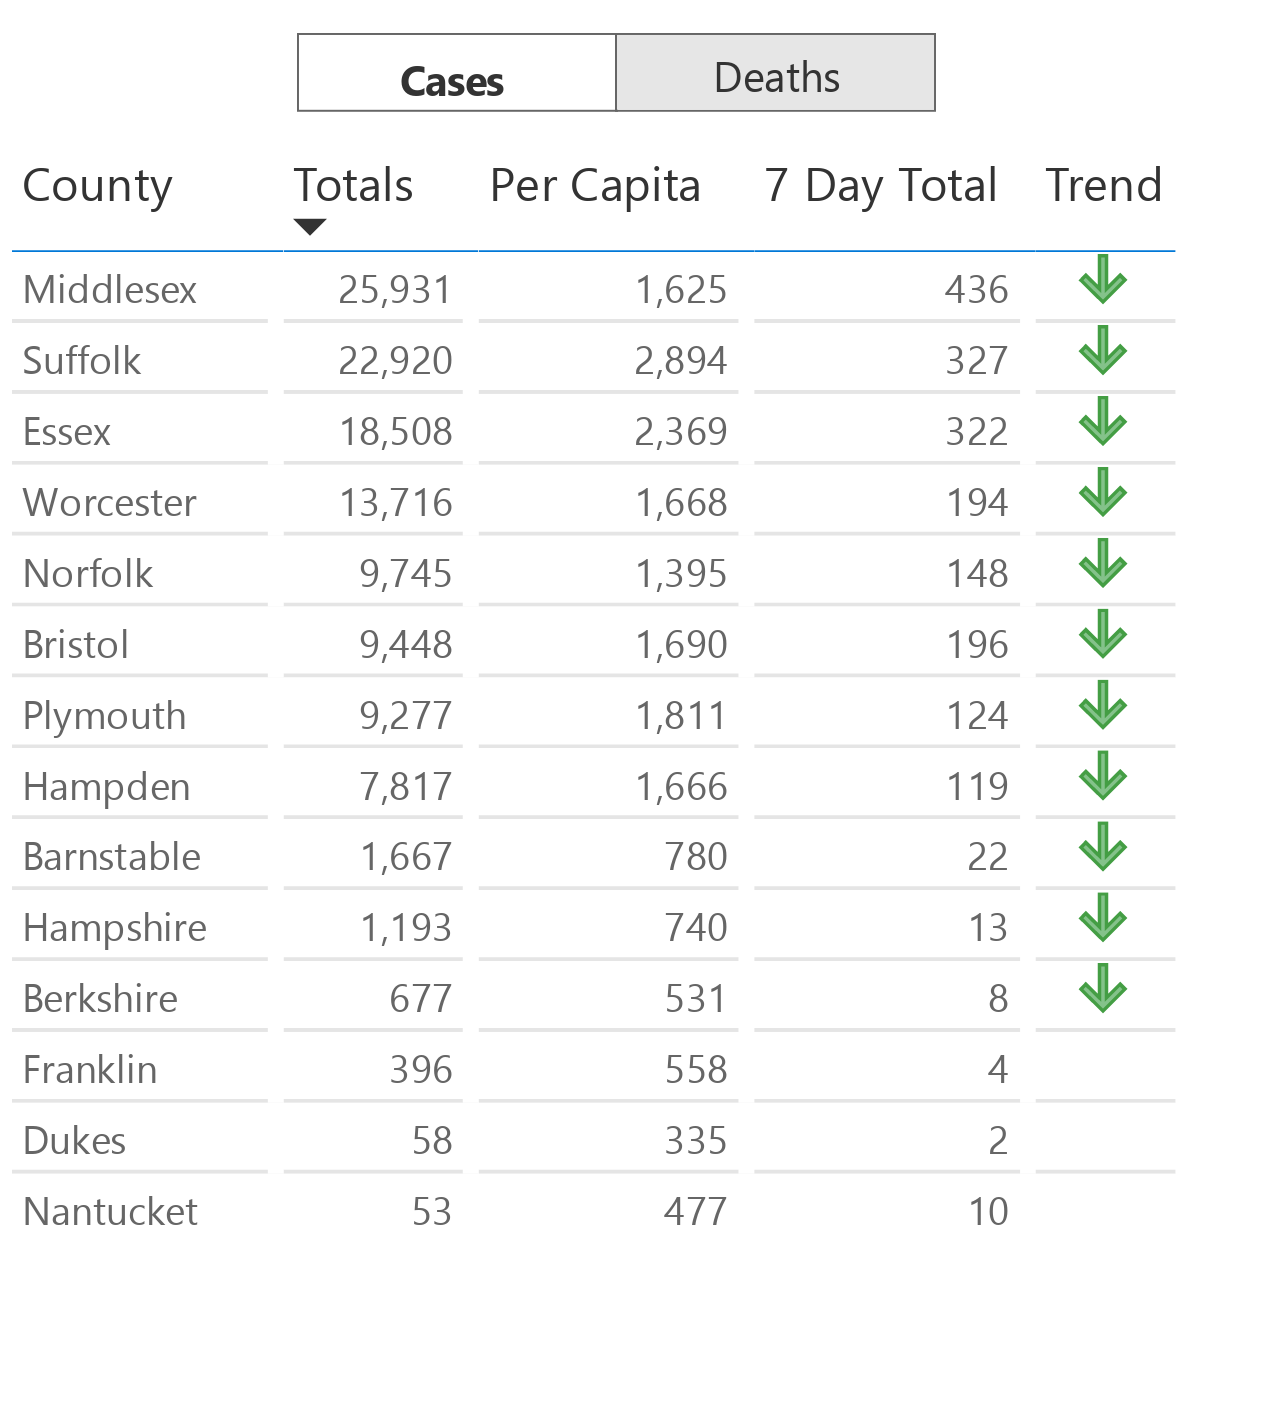 Cases Deaths
County Totals Per Capita 7 Day Total Trend
Middlesex 25,931 1,625 436
Suffolk 22,920 2,894 327
Essex 18,508 2,369 322
Worcester 13,716 1,668 194
Norfolk 9,745 1,395 148
Bristol 9,448 1,690 196
Plymouth 9,277 1,811 124
Hampden 7,817 1,666 119
Barnstable 1,667 780 22
Hampshire 1,193 740 13
Berkshire 677 531 8
Franklin 396 558 4
Dukes 58 335 2
Nantucket 53 477 10